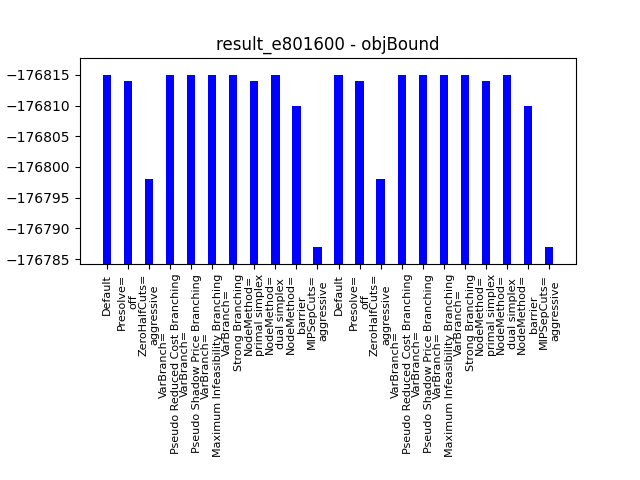 result_e801600 - objBound
−176815
−176810
−176805
−176800
−176795
−176790
−176785
Default
Presolve=
off
ZeroHalfCuts=
aggressive
VarBranch=
Pseudo Reduced Cost Branching
VarBranch=
Pseudo Shadow Price Branching
VarBranch=
Maximum Infeasibility Branching
VarBranch=
Strong Branching
NodeMethod=
primal simplex
NodeMethod=
dual simplex
NodeMethod=
barrier
MIPSepCuts=
aggressive
Default
Presolve=
off
ZeroHalfCuts=
aggressive
VarBranch=
Pseudo Reduced Cost Branching
VarBranch=
Pseudo Shadow Price Branching
VarBranch=
Maximum Infeasibility Branching
VarBranch=
Strong Branching
NodeMethod=
primal simplex
NodeMethod=
dual simplex
NodeMethod=
barrier
MIPSepCuts=
aggressive